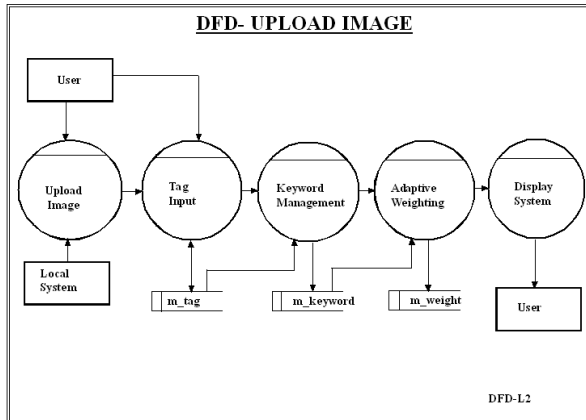 DFD- UPLOAD IMAGE
User
Upload
Image
Tag
Input
Keyword
Management
Adaptive
Weighting
Display
System
Local
System
m_tag
m_keyword
m_weight
User
DFD-L2